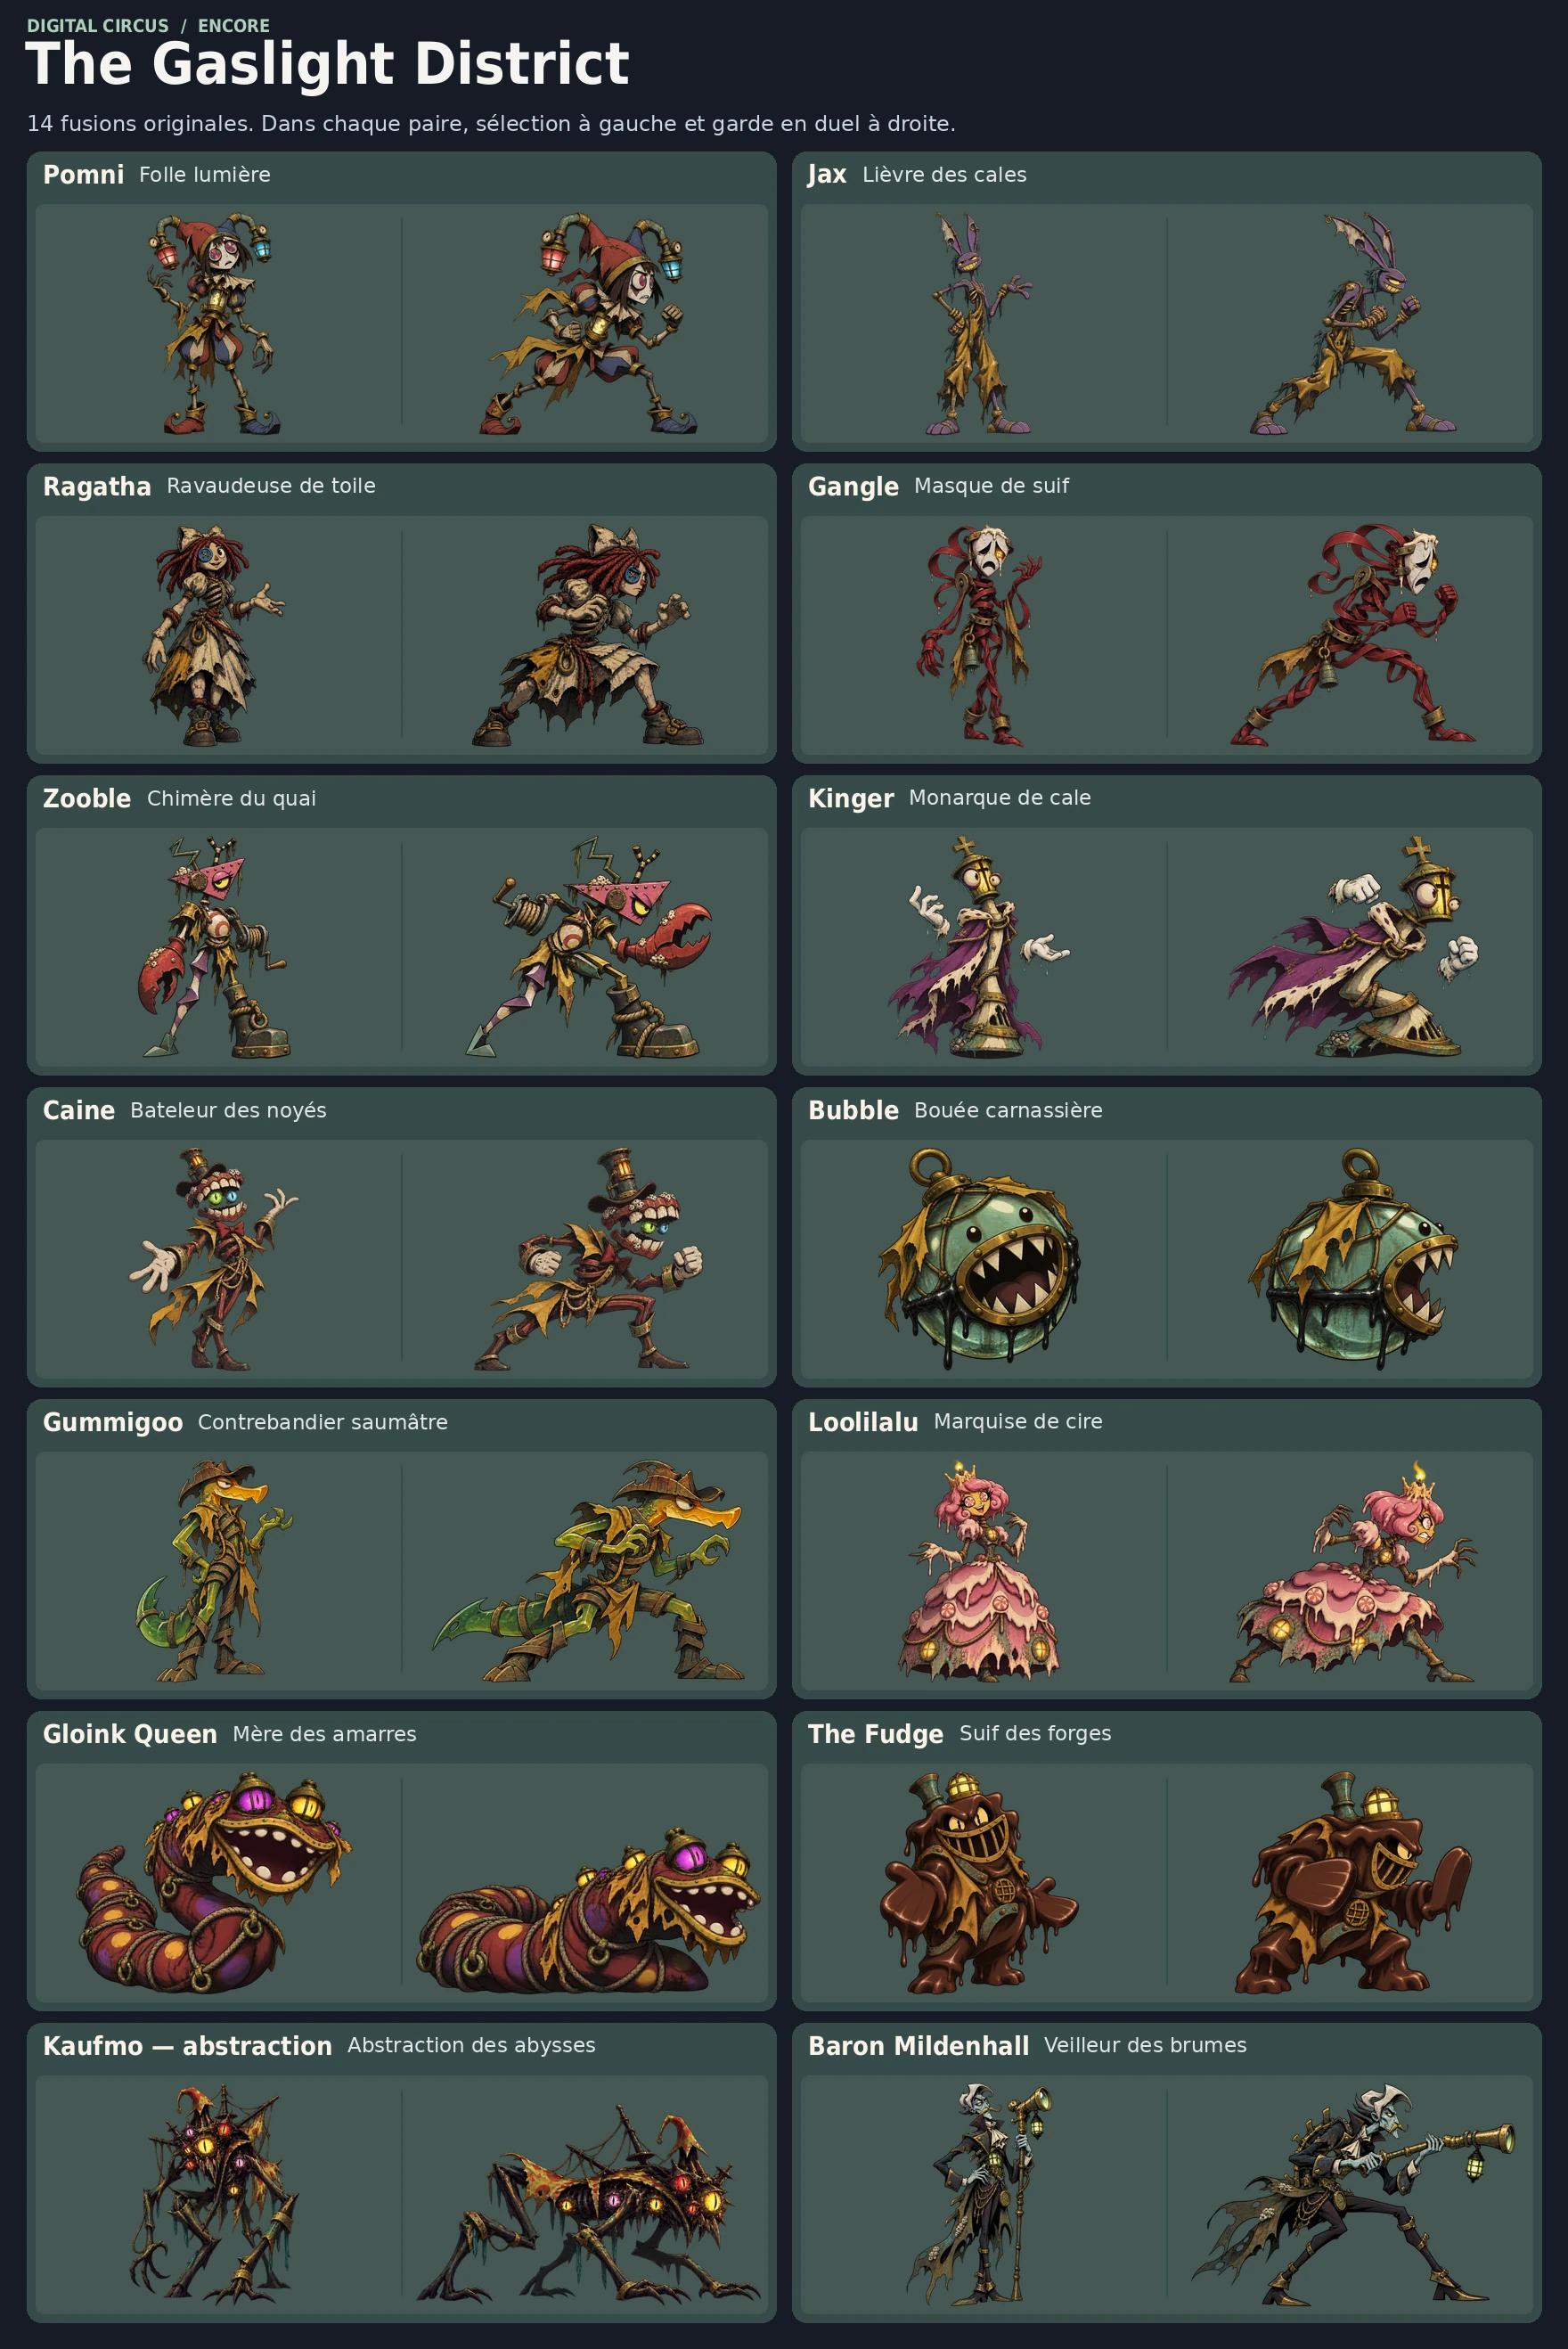 DIGITAL CIRCUS / ENCORE
The Gaslight District
14 fusions originales. Dans chaque paire, sélection à gauche et garde en duel à droite.
Pomni Folle lumière
Jax Lièvre des cales
Ragatha Ravaudeuse de toile
Gangle Masque de suif
Zooble Chimère du quai
Kinger Monarque de cale
Caine Bateleur des noyés
Bubble Bouée carnassière
Gummigoo Contrebandier saumâtre
Loolilalu Marquise de cire
Gloink Queen Mère des amarres
The Fudge Suif des forges
Kaufmo — abstraction Abstraction des abysses
Baron Mildenhall Veilleur des brumes